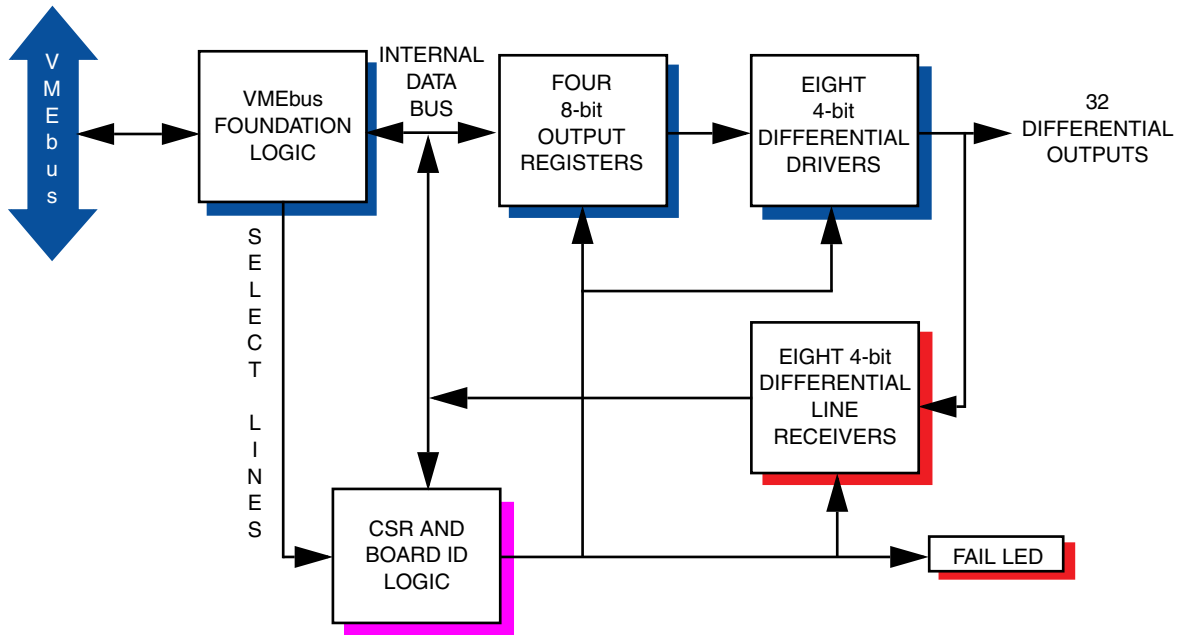 VMEbus
VMEbus
FOUNDATION
LOGIC
INTERNAL
DATA
BUS
FOUR
8-bit
OUTPUT
REGISTERS
EIGHT
4-bit
DIFFERENTIAL
DRIVERS
32
DIFFERENTIAL
OUTPUTS
SELECT LINES
EIGHT 4-bit
DIFFERENTIAL
LINE
RECEIVERS
CSR AND
BOARD ID
LOGIC
FAIL LED